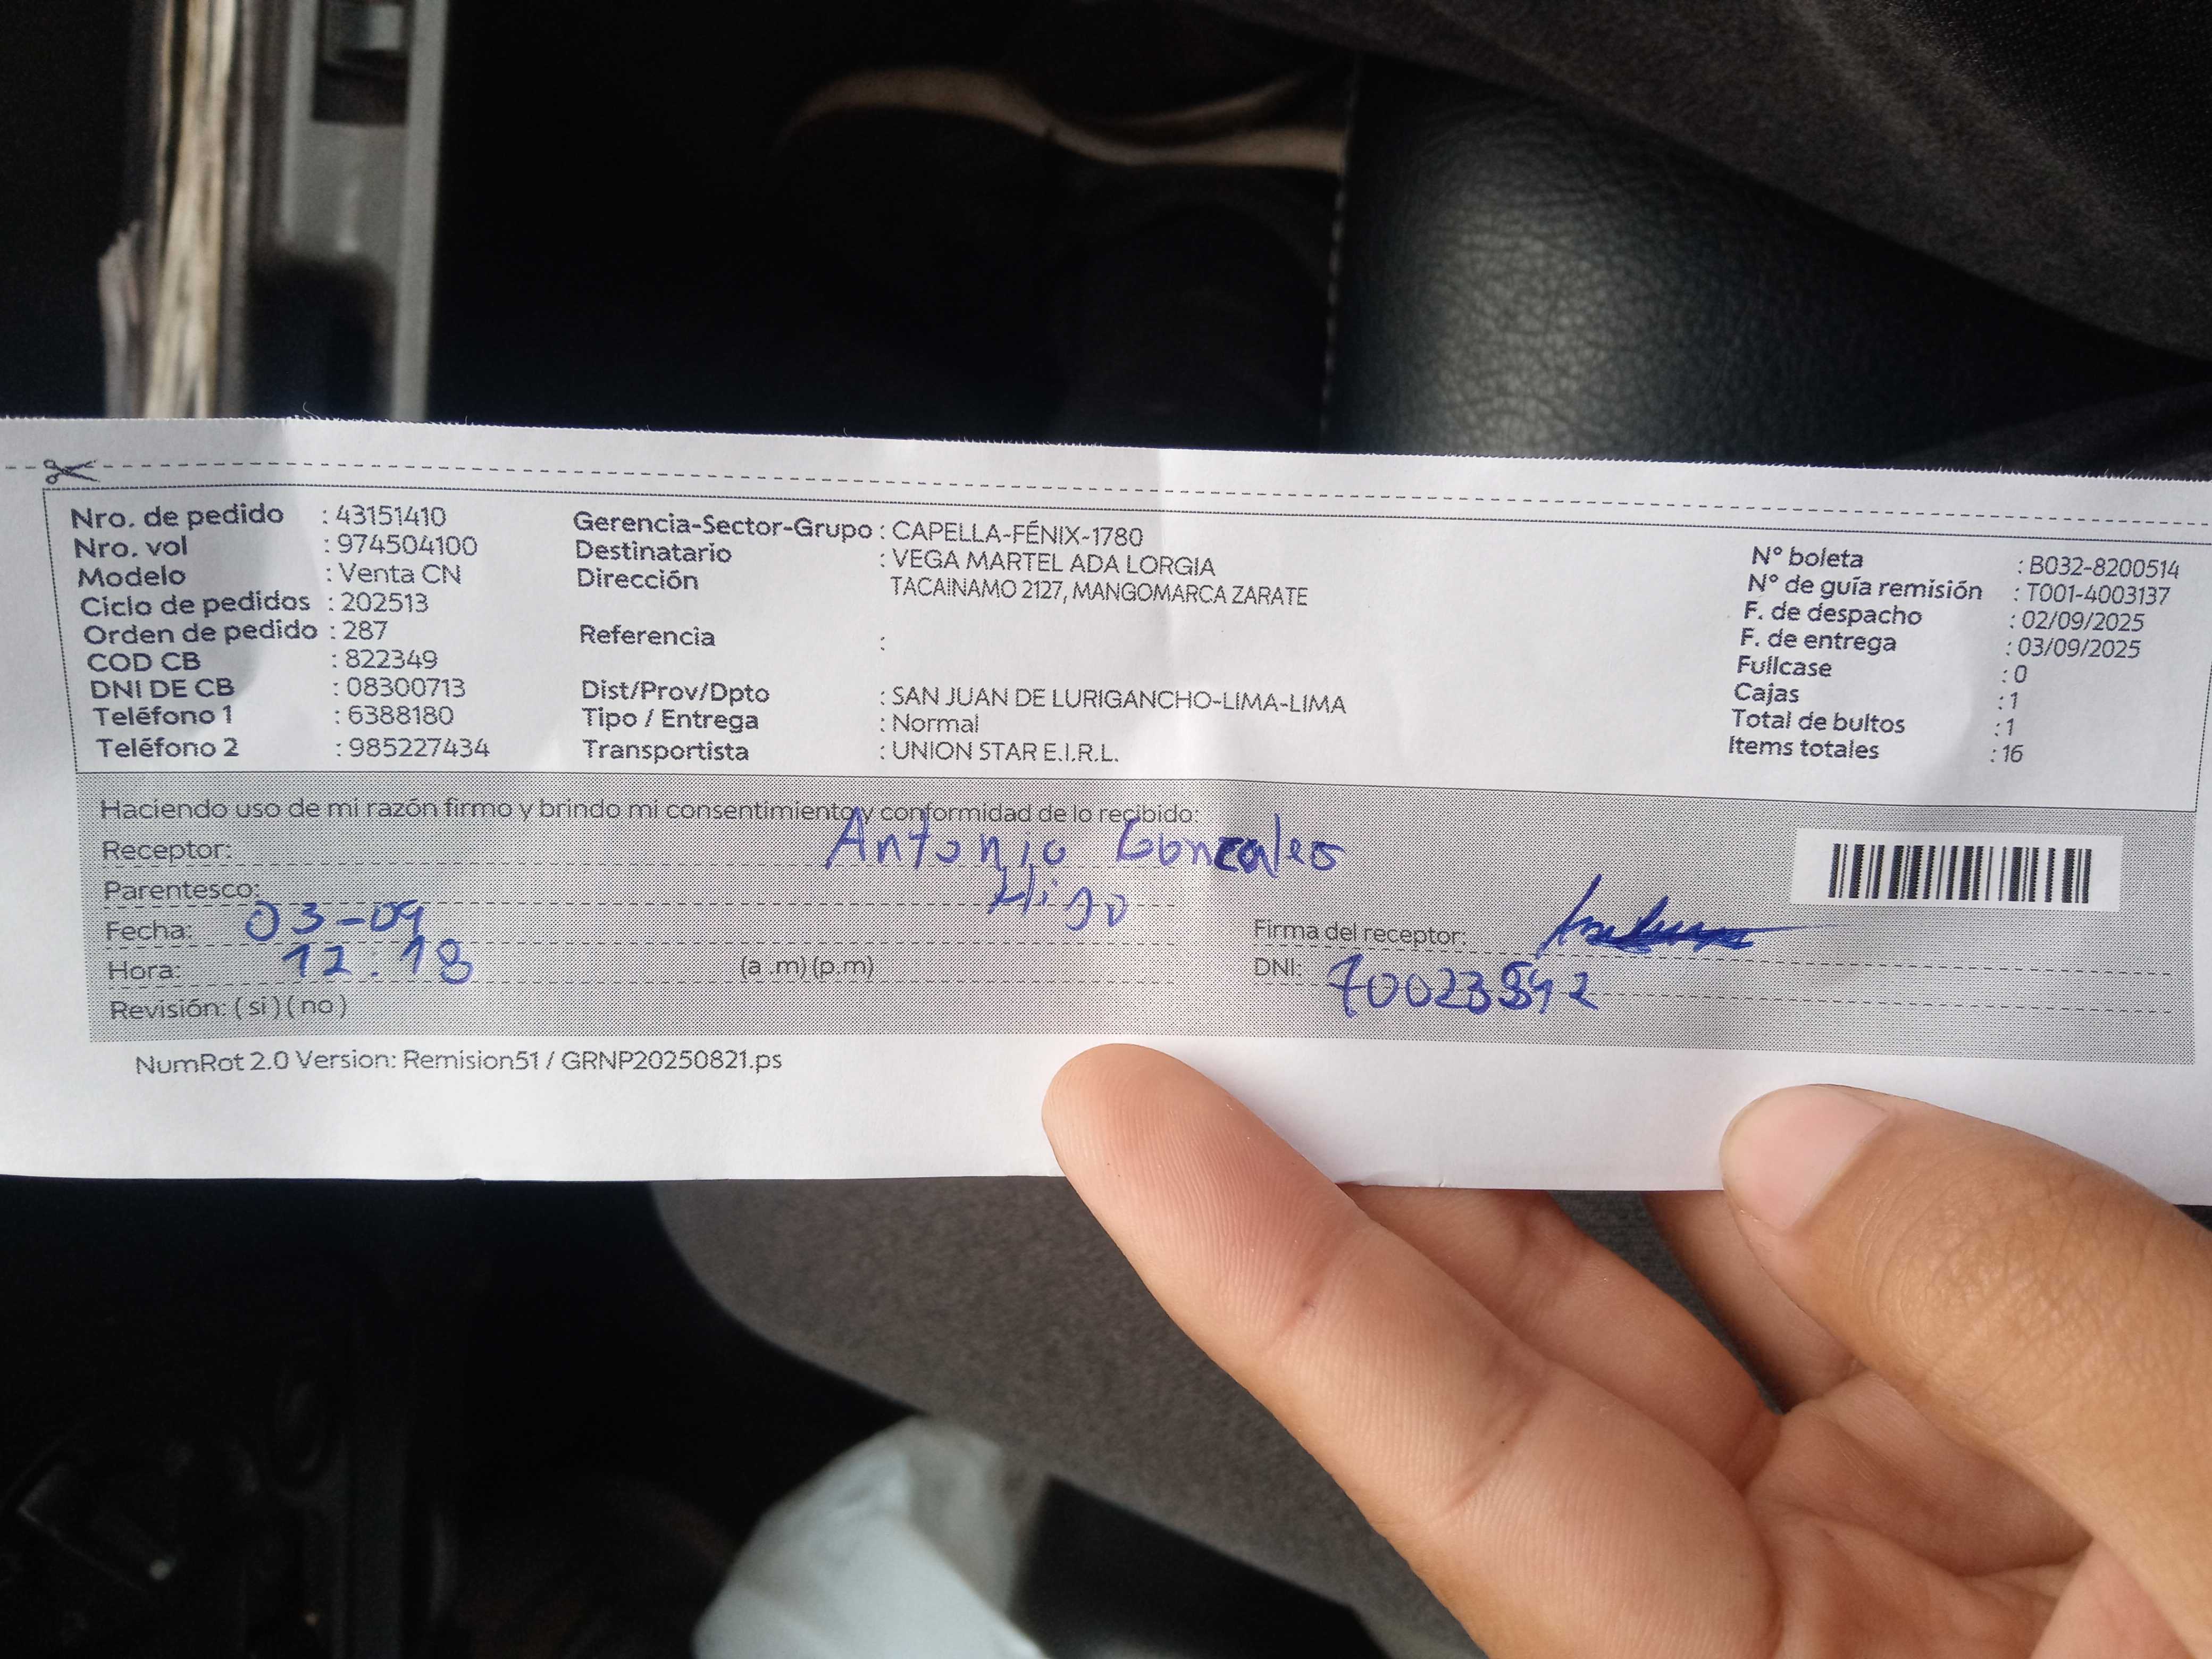 Nro. de pedido : 43151410
Nro. vol : 974504100
Modelo : Venta CN
Ciclo de pedidos : 202513
Orden de pedido : 287
COD CB : 822349
DNI DE CB : 08300713
Teléfono 1 : 6388180
Teléfono 2 : 985227434
Gerencia-Sector-Grupo : CAPELLA-FÉNIX-1780
Destinatario : VEGA MARTEL ADA LORGIA
Dirección TACAINAMO 2127, MANGOMARCA ZARATE
Referencia :
Dist/Prov/Dpto : SAN JUAN DE LURIGANCHO-LIMA-LIMA
Tipo / Entrega : Normal
Transportista : UNION STAR E.I.R.L.
N° boleta : B032-8200514
N° de guía remisión : T001-4003137
F. de despacho : 02/09/2025
F. de entrega : 03/09/2025
Fullcase : 0
Cajas : 1
Total de bultos : 1
Items totales : 16
Haciendo uso de mi razón firmo y brindo mi consentimiento y conformidad de lo recibido:
Receptor: Antonio Gonzales
Parentesco: Hijo
Fecha: 03-09
Hora: 12:18 (a .m) (p.m)
Revisión: ( si ) ( no )
Firma del receptor:
DNI:
NumRot 2.0 Version: Remision51 / GRNP20250821.ps